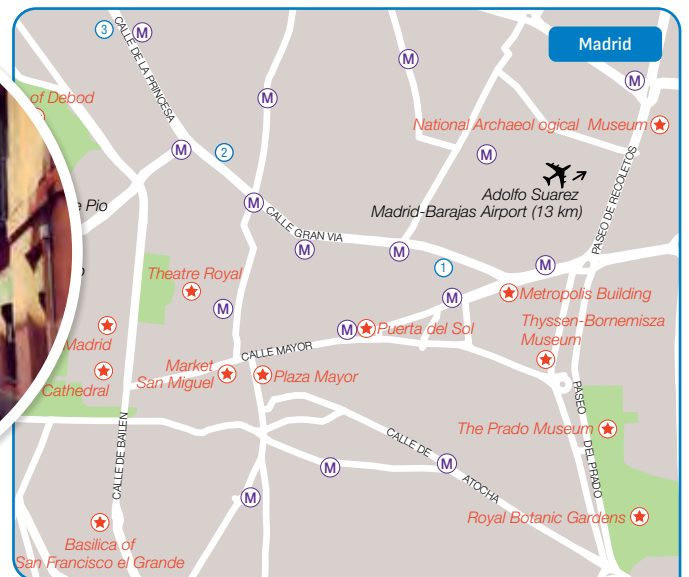 Madrid
3
M
M
M
CALLE DE LA PRINCESA
of Debod
M
National Archaeol ogical Museum
M
2
M
Adolfo Suarez
Madrid-Barajas Airport (13 km)
PASEO DE RECOLETOS
Pio
M
CALLE GRAN VIA
M
M
1
M
Theatre Royal
M
M
Metropolis Building
Madrid
M
Puerta del Sol
Thyssen-Bornemisza
Museum
CALLE MAYOR
Market
San Miguel
Plaza Mayor
Cathedral
PASEO
DEL PRADO
CALLE DE BAILEN
The Prado Museum
CALLE DE
ATOCHA
M
M
M
Royal Botanic Gardens
Basilica of
San Francisco el Grande